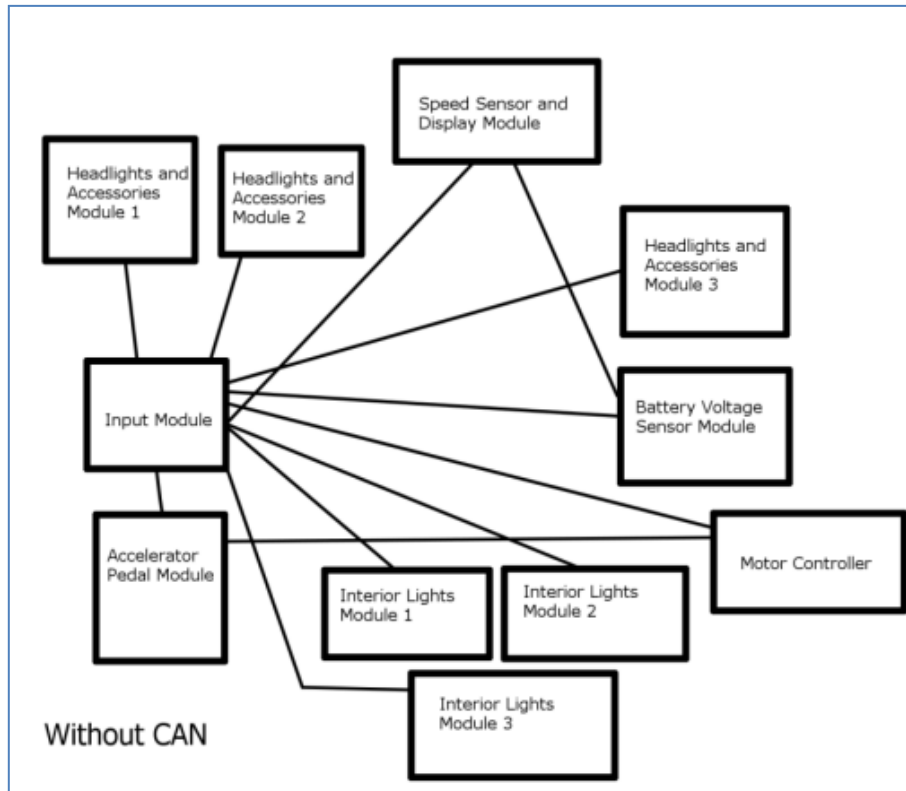 Speed Sensor and
Display Module
Headlights and
Accessories
Module 1
Headlights and
Accessories
Module 2
Headlights and
Accessories
Module 3
Input Module
Battery Voltage
Sensor Module
Accelerator
Pedal Module
Motor Controller
Interior Lights
Module 1
Interior Lights
Module 2
Interior Lights
Module 3
Without CAN